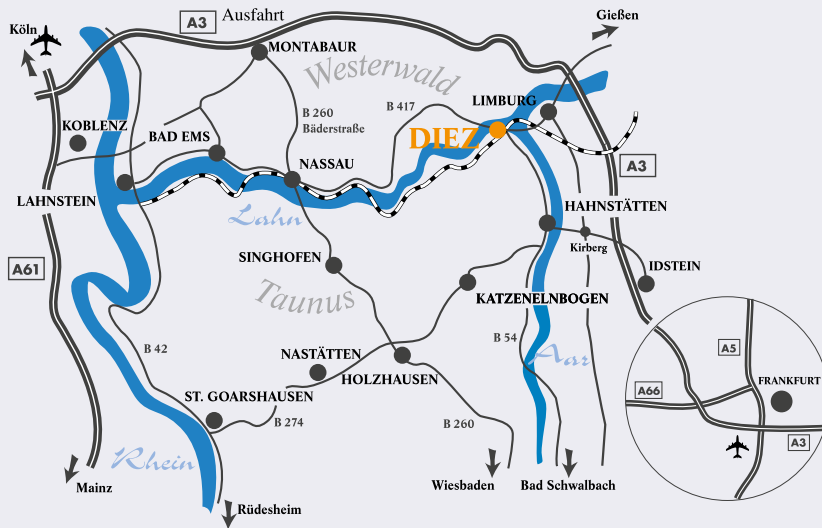 A3 Ausfahrt
Gießen
Köln
MONTABAUR
Westerwald
LIMBURG
B 417
B 260
Bäderstraße
KOBLENZ
BAD EMS
DIEZ
NASSAU
A3
LAHNSTEIN
HAHNSTÄTTEN
Lahn
Kirberg
SINGHOFEN
IDSTEIN
A61
Taunus
KATZENELNBOGEN
B 54
B 42
A5
Aar
NASTÄTTEN
HOLZHAUSEN
FRANKFURT
A66
ST. GOARSHAUSEN
B 274
B 260
A3
Rhein
Mainz
Wiesbaden
Bad Schwalbach
Rüdesheim